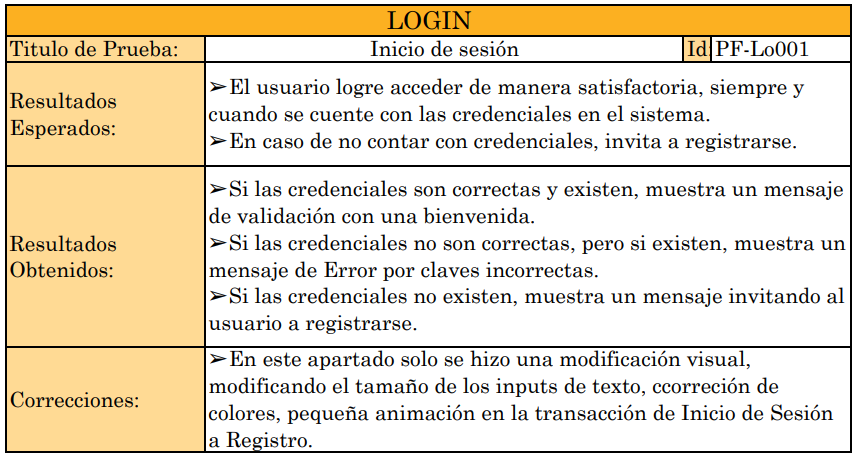 LOGIN
Titulo de Prueba: Inicio de sesión Id: PF-Lo001
Resultados
Esperados:
➢El usuario logre acceder de manera satisfactoria, siempre y
cuando se cuente con las credenciales en el sistema.
➢En caso de no contar con credenciales, invita a registrarse.
Resultados
Obtenidos:
➢Si las credenciales son correctas y existen, muestra un mensaje
de validación con una bienvenida.
➢Si las credenciales no son correctas, pero si existen, muestra un
mensaje de Error por claves incorrectas.
➢Si las credenciales no existen, muestra un mensaje invitando al
usuario a registrarse.
Correcciones:
➢En este apartado solo se hizo una modificación visual,
modificando el tamaño de los inputs de texto, ccorreción de
colores, pequeña animación en la transacción de Inicio de Sesión
a Registro.